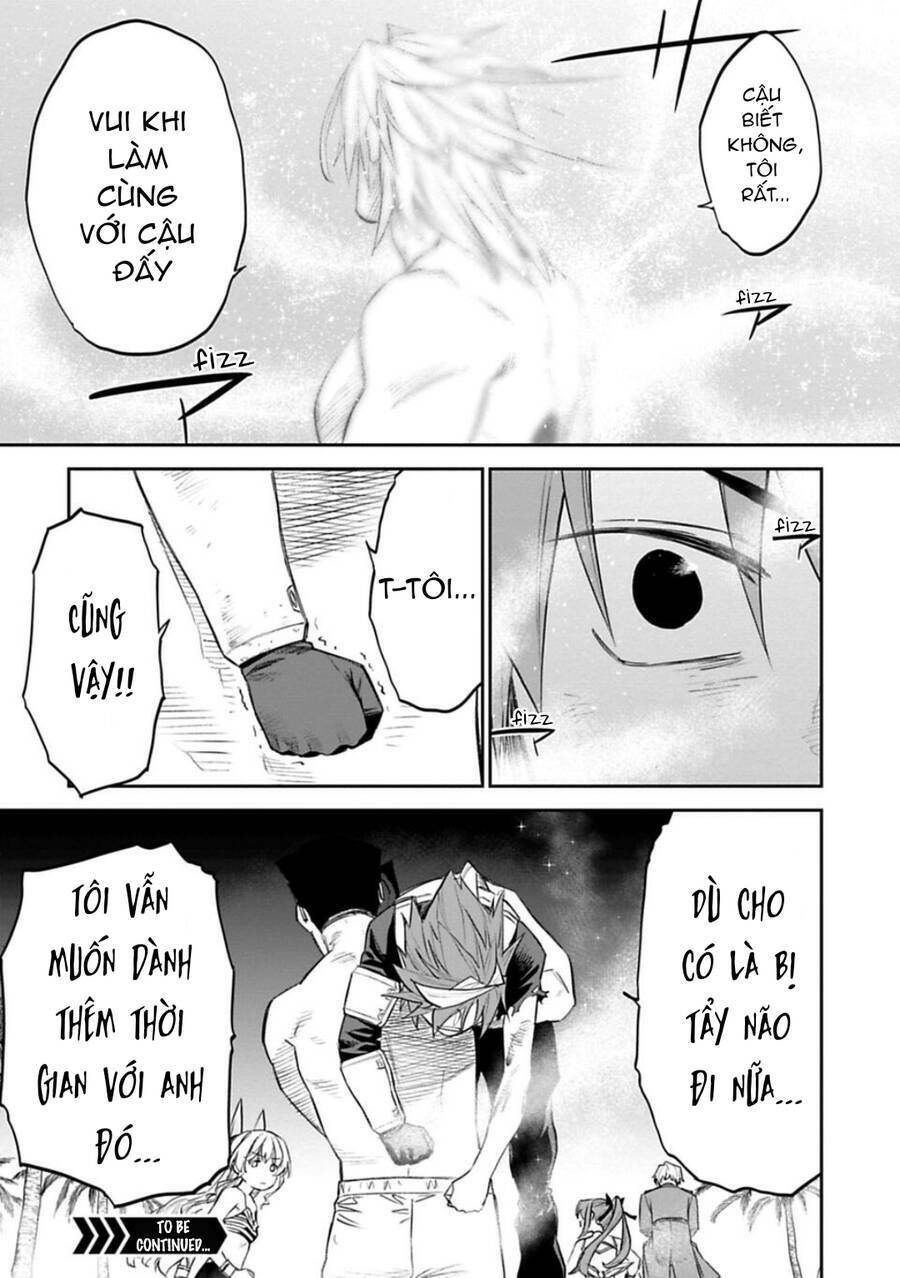 CẬU
BIẾT
KHÔNG,
TÔI
RẤT...
VUI KHI
LÀM
CÙNG
VỚI CẬU
ĐẤY
fizz
fizz
fizz
fizz
T-TÔI...
CŨNG
VẬY!!
DÙ CHO
CÓ LÀ BỊ
TẨY NÃO
ĐI NỮA...
TÔI VẪN
MUỐN DÀNH
THÊM THỜI
GIAN VỚI ANH
ĐÓ...
TO BE
CONTINUED...